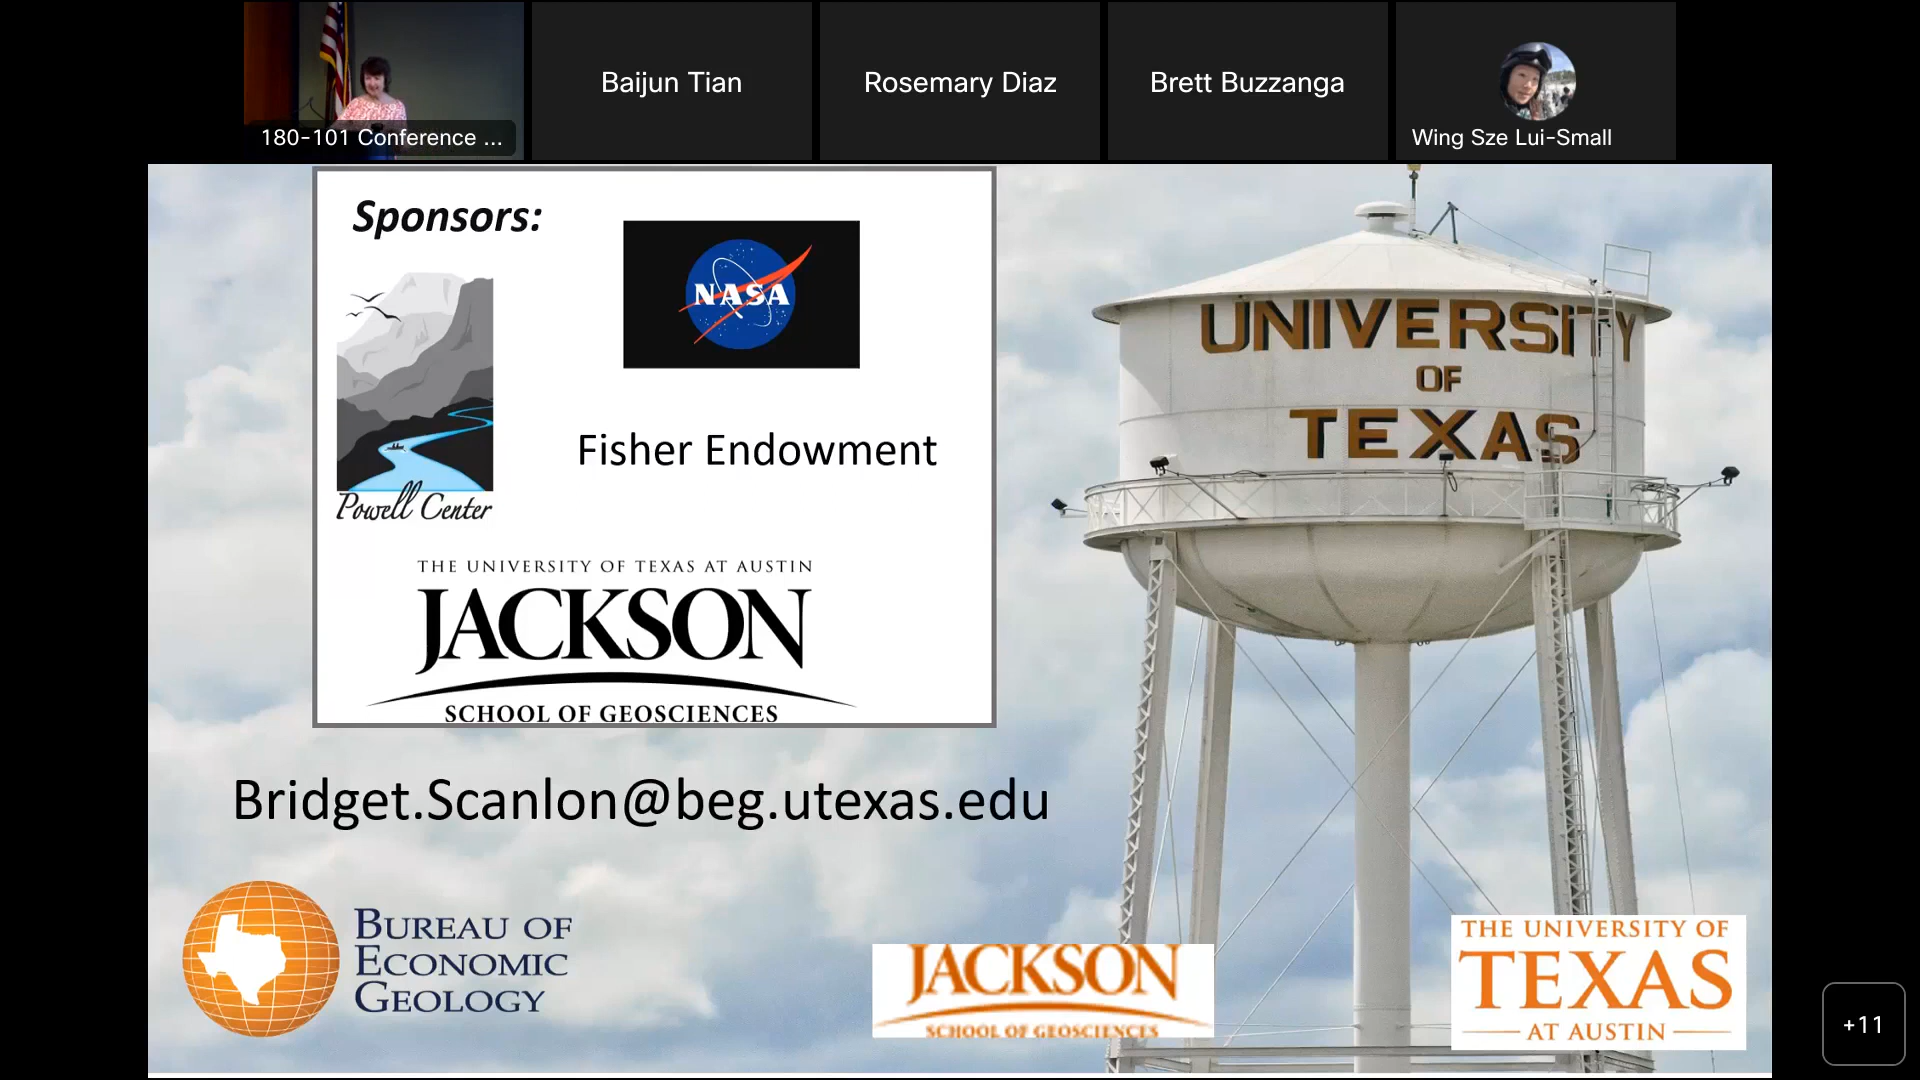 180-101 Conference ...
Baijun Tian
Rosemary Diaz
Brett Buzzanga
Wing Sze Lui-Small
Sponsors:
NASA
Powell Center
Fisher Endowment
THE UNIVERSITY OF TEXAS AT AUSTIN
JACKSON
SCHOOL OF GEOSCIENCES
UNIVERSITY
OF
TEXAS
Bridget.Scanlon@beg.utexas.edu
BUREAU OF
ECONOMIC
GEOLOGY
JACKSON
SCHOOL OF GEOSCIENCES
THE UNIVERSITY OF
TEXAS
AT AUSTIN
+11